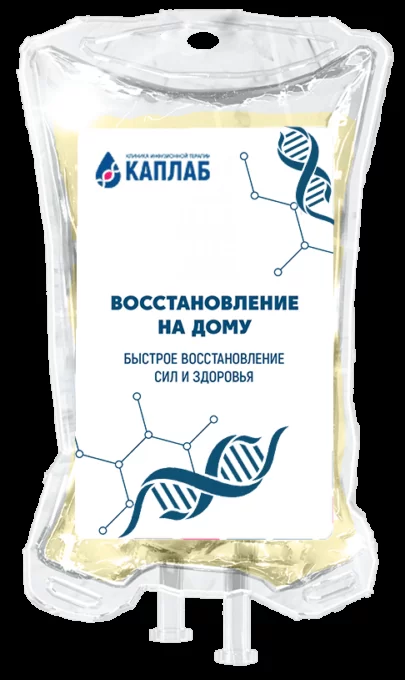 КЛИНИКА ИНФУЗИОННОЙ ТЕРАПИИ
КАПЛАБ
ВОССТАНОВЛЕНИЕ
НА ДОМУ
БЫСТРОЕ ВОССТАНОВЛЕНИЕ
СИЛ И ЗДОРОВЬЯ